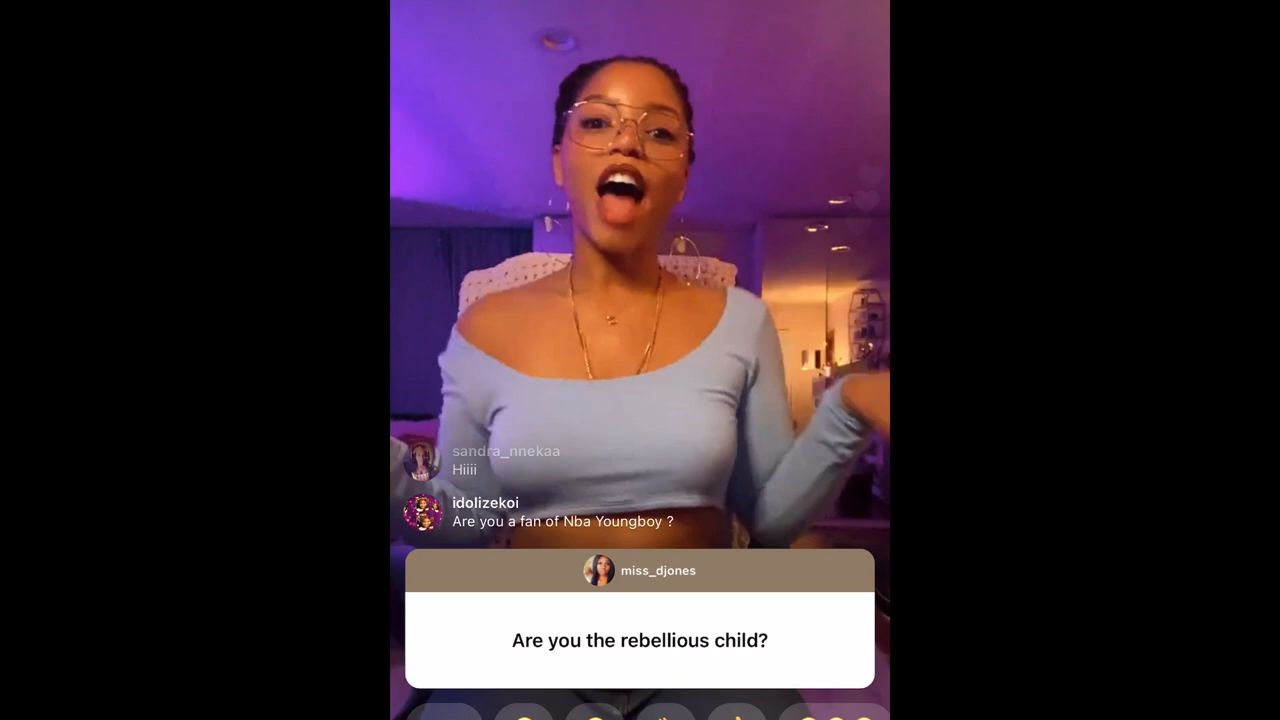 sandra_nnekaa
Hiiii
idolizekoi
Are you a fan of Nba Youngboy ?
miss_djones
Are you the rebellious child?